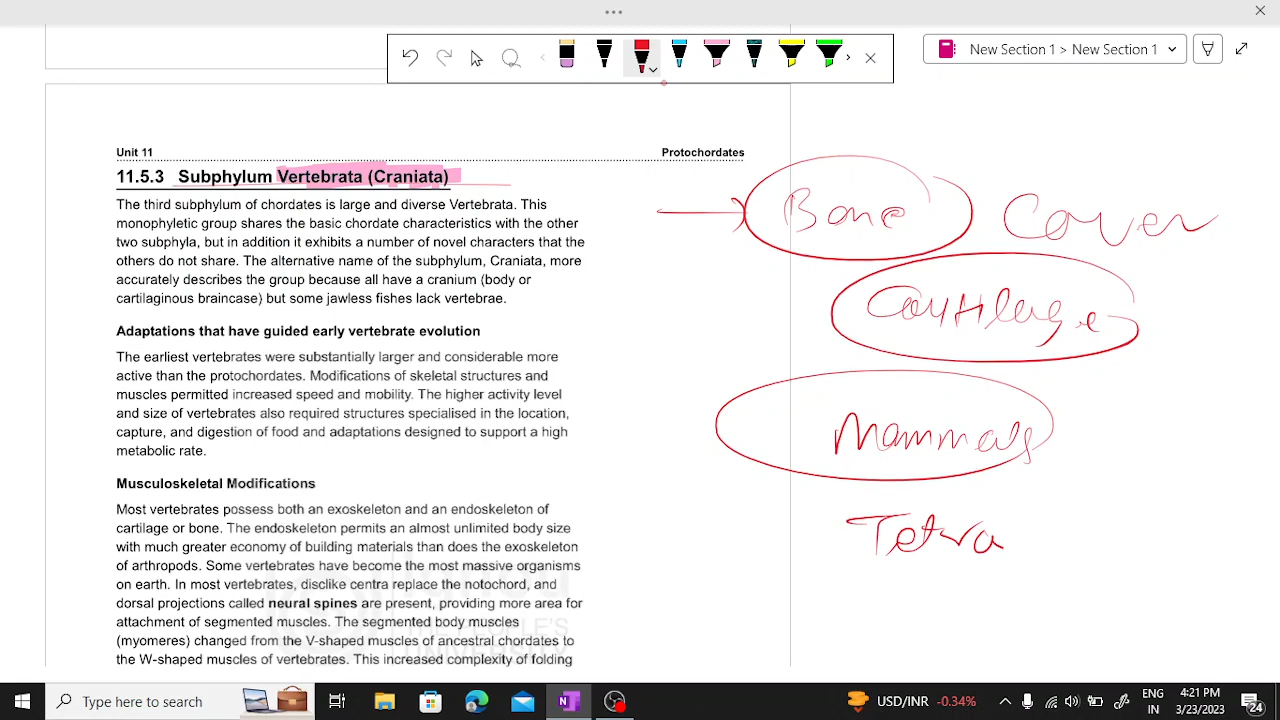 New Section 1 > New Section 1
Unit 11
Protochordates
11.5.3 Subphylum Vertebrata (Craniata)
The third subphylum of chordates is large and diverse Vertebrata. This
monophyletic group shares the basic chordate characteristics with the other
two subphyla, but in addition it exhibits a number of novel characters that the
others do not share. The alternative name of the subphylum, Craniata, more
accurately describes the group because all have a cranium (body or
cartilaginous braincase) but some jawless fishes lack vertebrae.
Adaptations that have guided early vertebrate evolution
The earliest vertebrates were substantially larger and considerable more
active than the protochordates. Modifications of skeletal structures and
muscles permitted increased speed and mobility. The higher activity level
and size of vertebrates also required structures specialised in the location,
capture, and digestion of food and adaptations designed to support a high
metabolic rate.
Musculoskeletal Modifications
Most vertebrates possess both an exoskeleton and an endoskeleton of
cartilage or bone. The endoskeleton permits an almost unlimited body size
with much greater economy of building materials than does the exoskeleton
of arthropods. Some vertebrates have become the most massive organisms
on earth. In most vertebrates, disclike centra replace the notochord, and
dorsal projections called neural spines are present, providing more area for
attachment of segmented muscles. The segmented body muscles
(myomeres) changed from the V-shaped muscles of ancestral chordates to
the W-shaped muscles of vertebrates. This increased complexity of folding
THE PEOPLE'S
UNIVERSITY
Bone Cover
Cartilage
Mammals
Tetra
Type here to search
USD/INR -0.34%
ENG
IN
4:21 PM
3/23/2023
24